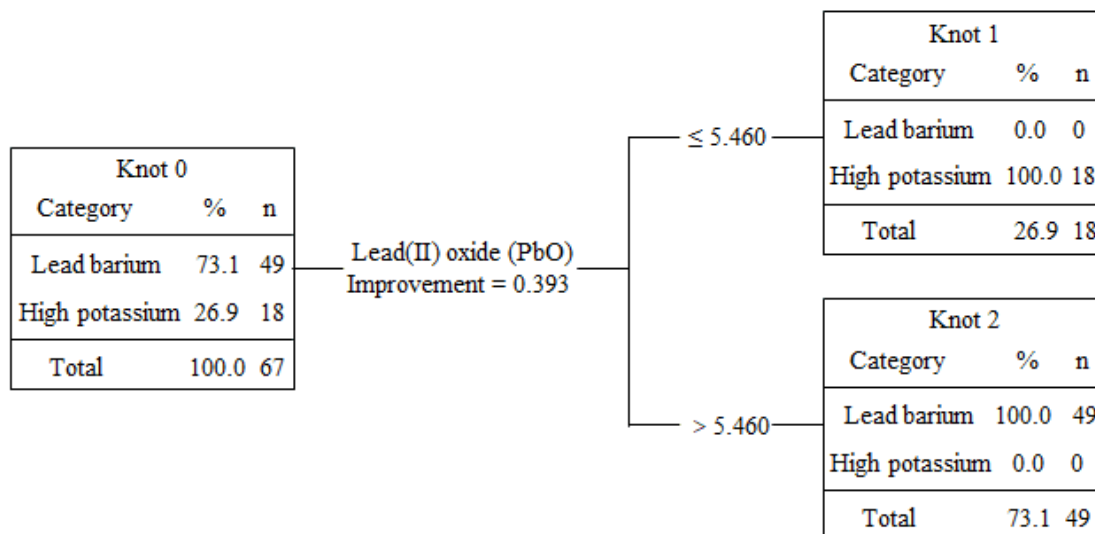 Knot 0
Category % n
Lead barium 73.1 49
High potassium 26.9 18
Total 100.0 67
Lead(II) oxide (PbO)
Improvement = 0.393
≤ 5.460
Knot 1
Category % n
Lead barium 0.0 0
High potassium 100.0 18
Total 26.9 18
> 5.460
Knot 2
Category % n
Lead barium 100.0 49
High potassium 0.0 0
Total 73.1 49